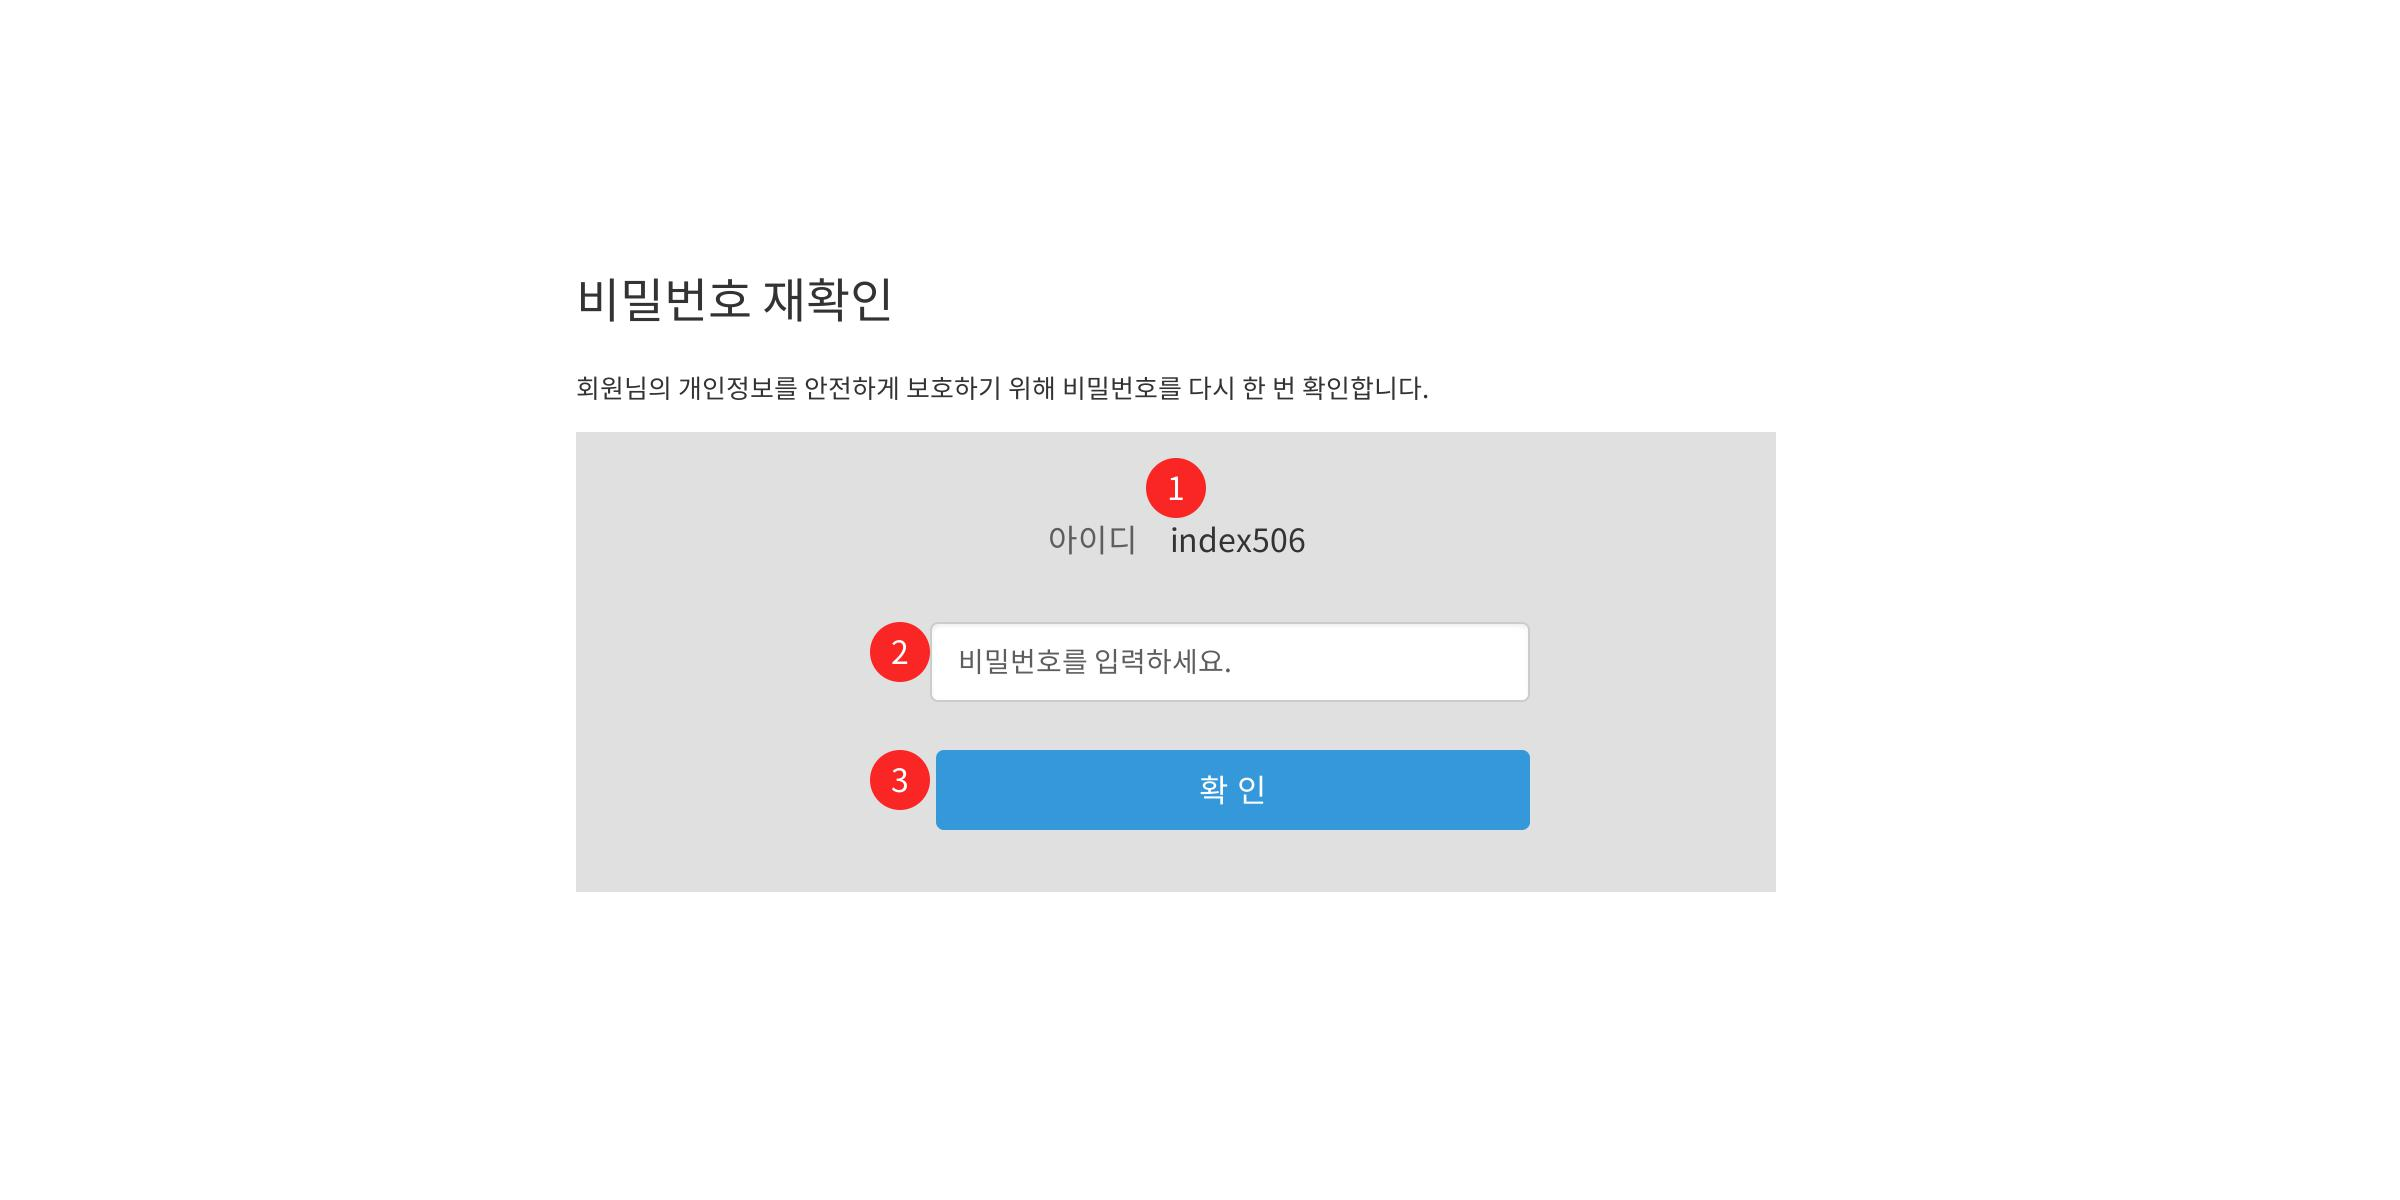 비밀번호 재확인
회원님의 개인정보를 안전하게 보호하기 위해 비밀번호를 다시 한 번 확인합니다.
1
아이디 index506
2 비밀번호를 입력하세요.
3 확 인